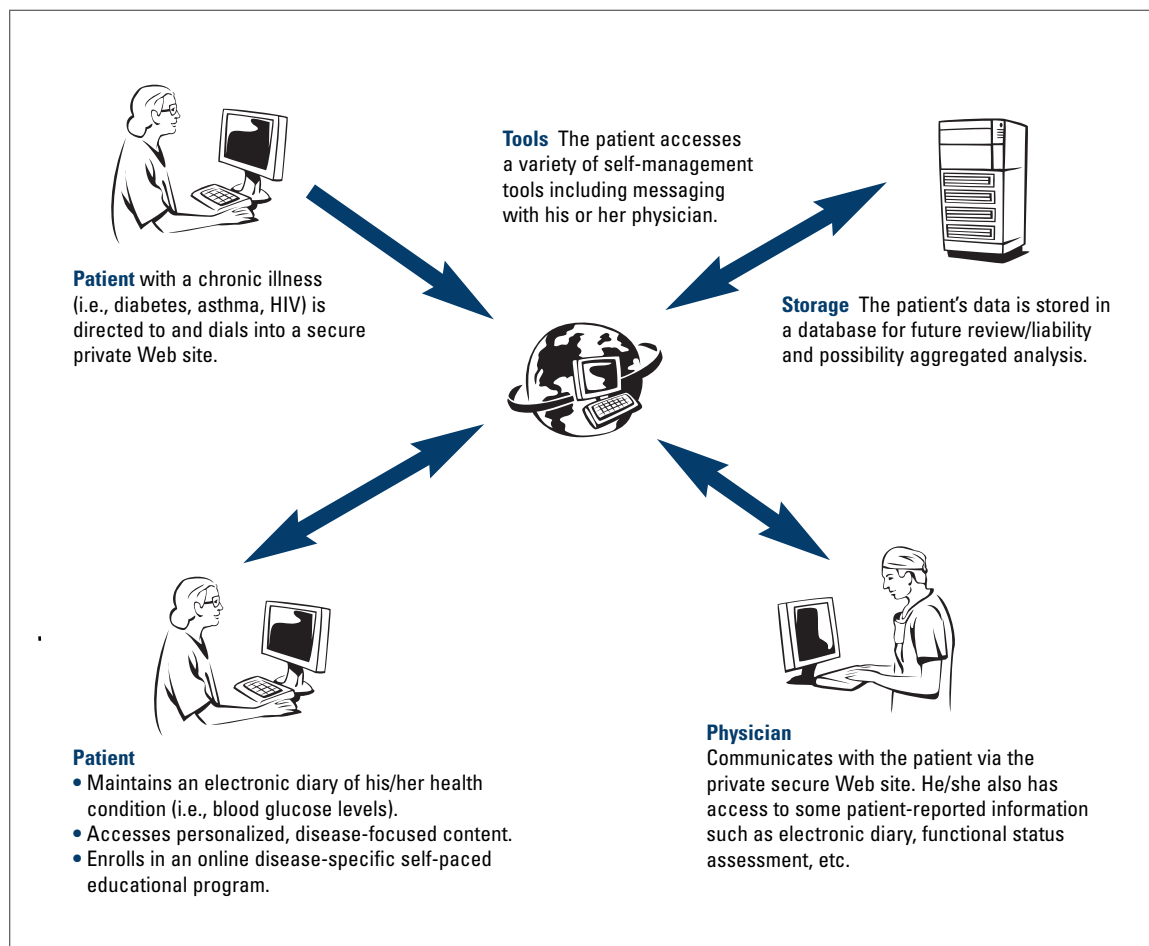 Tools  The patient accesses
a variety of self-management
tools including messaging
with his or her physician.
Patient with a chronic illness
(i.e., diabetes, asthma, HIV) is
directed to and dials into a secure
private Web site.
Storage  The patient’s data is stored in
a database for future review/liability
and possibility aggregated analysis.
Patient
• Maintains an electronic diary of his/her health
condition (i.e., blood glucose levels).
• Accesses personalized, disease-focused content.
• Enrolls in an online disease-specific self-paced
educational program.
Physician
Communicates with the patient via the
private secure Web site. He/she also has
access to some patient-reported information
such as electronic diary, functional status
assessment, etc.